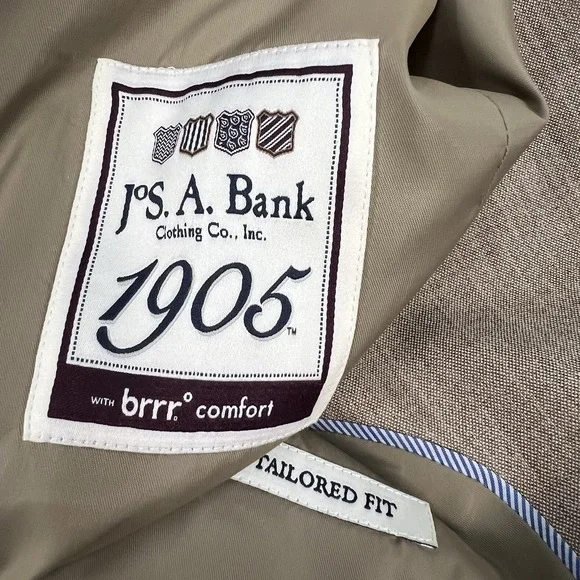 JoS. A. Bank
Clothing Co., Inc.
1905™
WITH brrr° comfort
TAILORED FIT